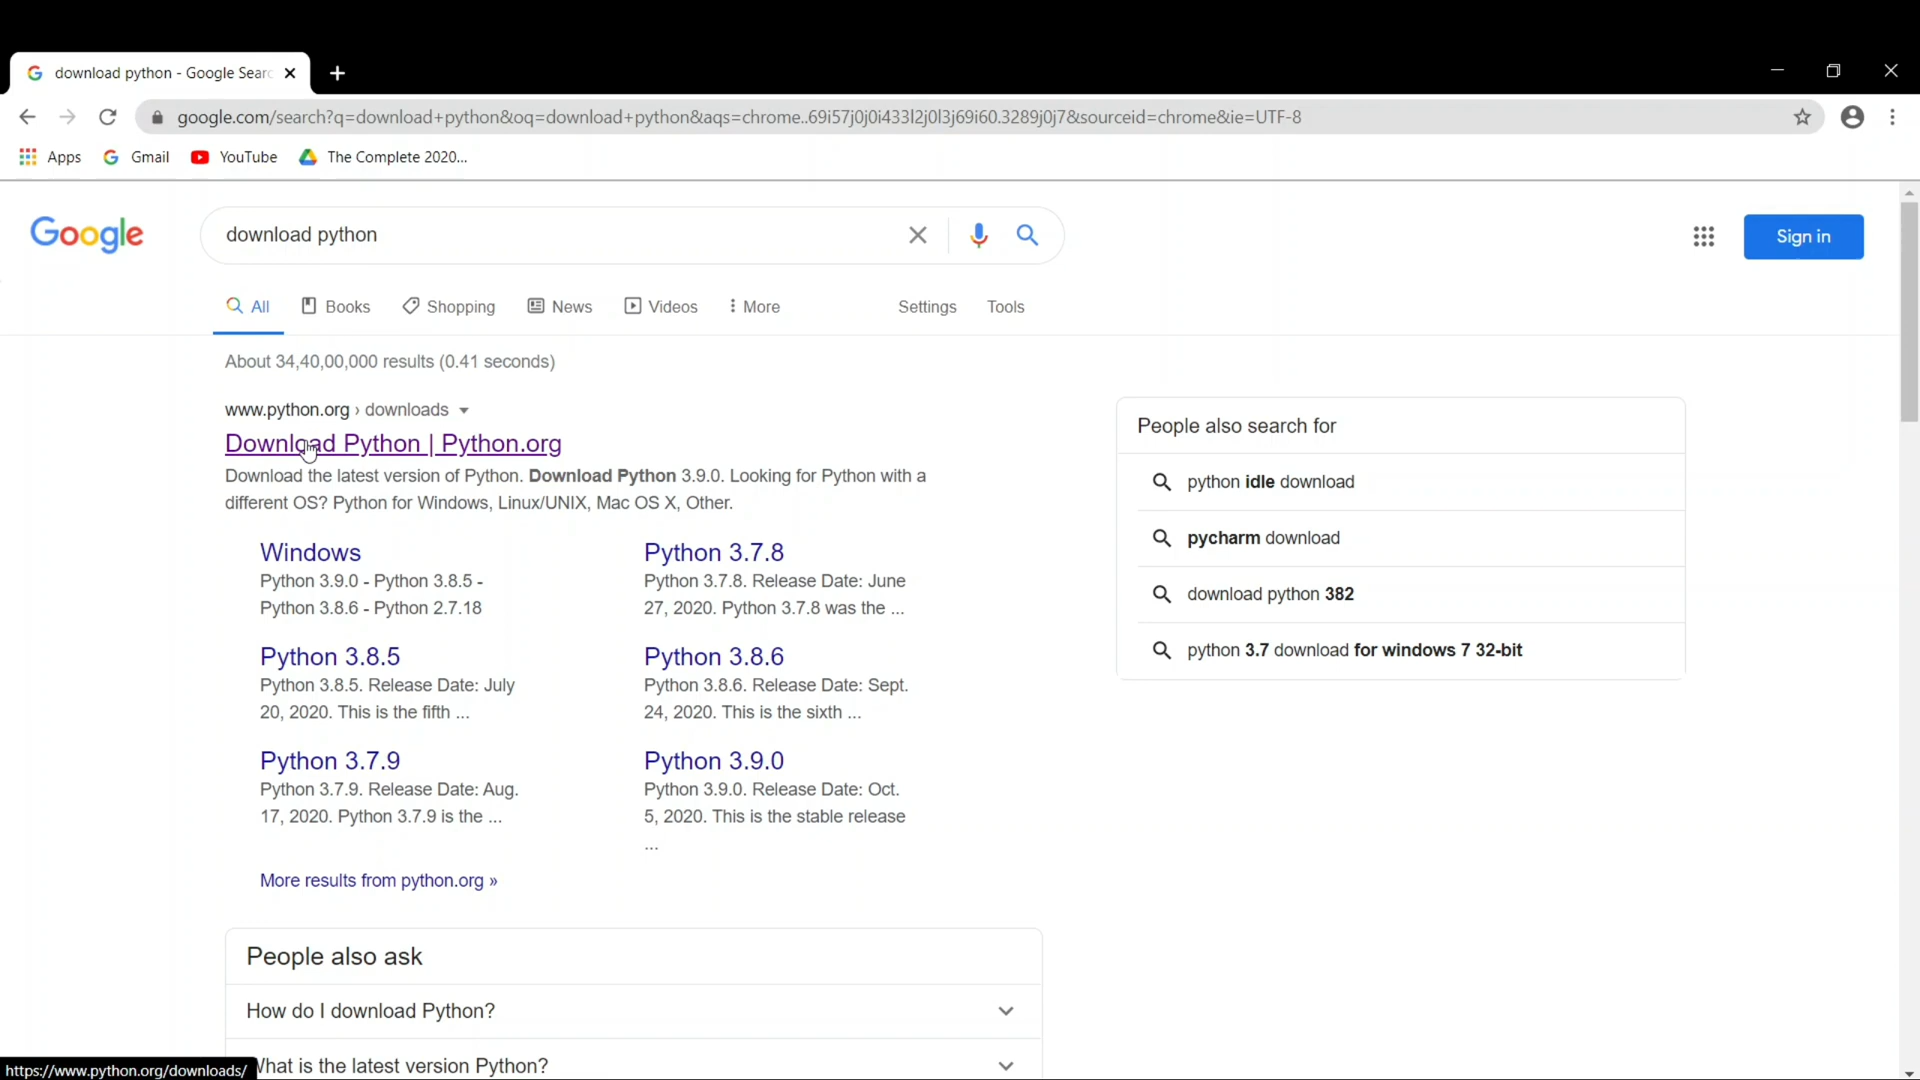 download python - Google Searc
google.com/search?q=download+python&oq=download+python&aqs=chrome..69i57j0j0i433l2j0l3j69i60.3289j0j7&sourceid=chrome&ie=UTF-8
Apps Gmail YouTube The Complete 2020...
Google download python Sign in
All Books Shopping News Videos More Settings Tools
About 34,40,00,000 results (0.41 seconds)
www.python.org › downloads
Download Python | Python.org
Download the latest version of Python. Download Python 3.9.0. Looking for Python with a
different OS? Python for Windows, Linux/UNIX, Mac OS X, Other.
Windows
Python 3.9.0 - Python 3.8.5 -
Python 3.8.6 - Python 2.7.18
Python 3.7.8
Python 3.7.8. Release Date: June
27, 2020. Python 3.7.8 was the ...
Python 3.8.5
Python 3.8.5. Release Date: July
20, 2020. This is the fifth ...
Python 3.8.6
Python 3.8.6. Release Date: Sept.
24, 2020. This is the sixth ...
Python 3.7.9
Python 3.7.9. Release Date: Aug.
17, 2020. Python 3.7.9 is the ...
Python 3.9.0
Python 3.9.0. Release Date: Oct.
5, 2020. This is the stable release
...
More results from python.org »
People also search for
python idle download
pycharm download
download python 382
python 3.7 download for windows 7 32-bit
People also ask
How do I download Python?
hat is the latest version Python?
https://www.python.org/downloads/